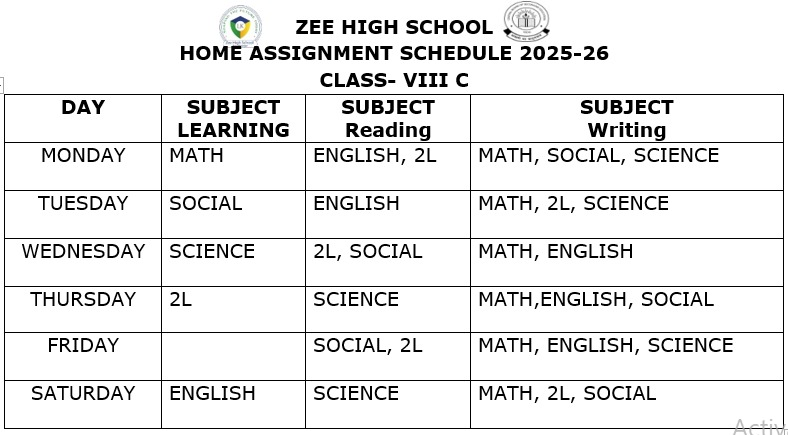 ZEE HIGH SCHOOL
HOME ASSIGNMENT SCHEDULE 2025-26
CLASS- VIII C
DAY SUBJECT LEARNING SUBJECT Reading SUBJECT Writing
MONDAY MATH ENGLISH, 2L MATH, SOCIAL, SCIENCE
TUESDAY SOCIAL ENGLISH MATH, 2L, SCIENCE
WEDNESDAY SCIENCE 2L, SOCIAL MATH, ENGLISH
THURSDAY 2L SCIENCE MATH,ENGLISH, SOCIAL
FRIDAY SOCIAL, 2L MATH, ENGLISH, SCIENCE
SATURDAY ENGLISH SCIENCE MATH, 2L, SOCIAL